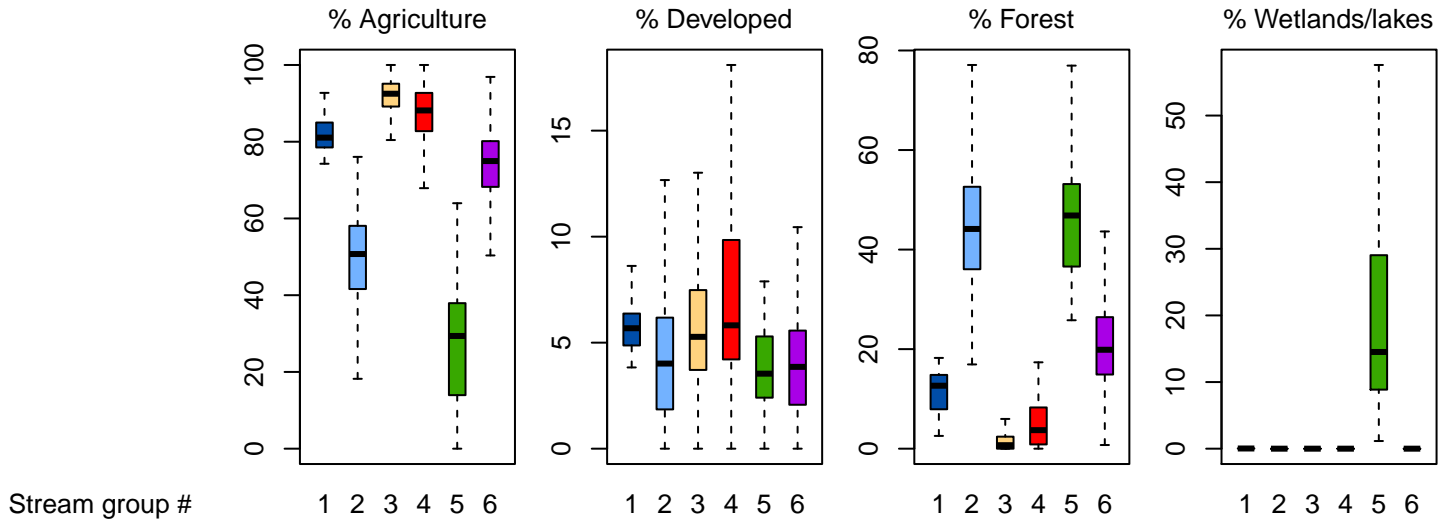 % Agriculture % Developed % Forest % Wetlands/lakes
0 20 40 60 80 100
0 5 10 15
0 20 40 60 80
0 10 20 30 40 50
Stream group # 1 2 3 4 5 6 1 2 3 4 5 6 1 2 3 4 5 6 1 2 3 4 5 6